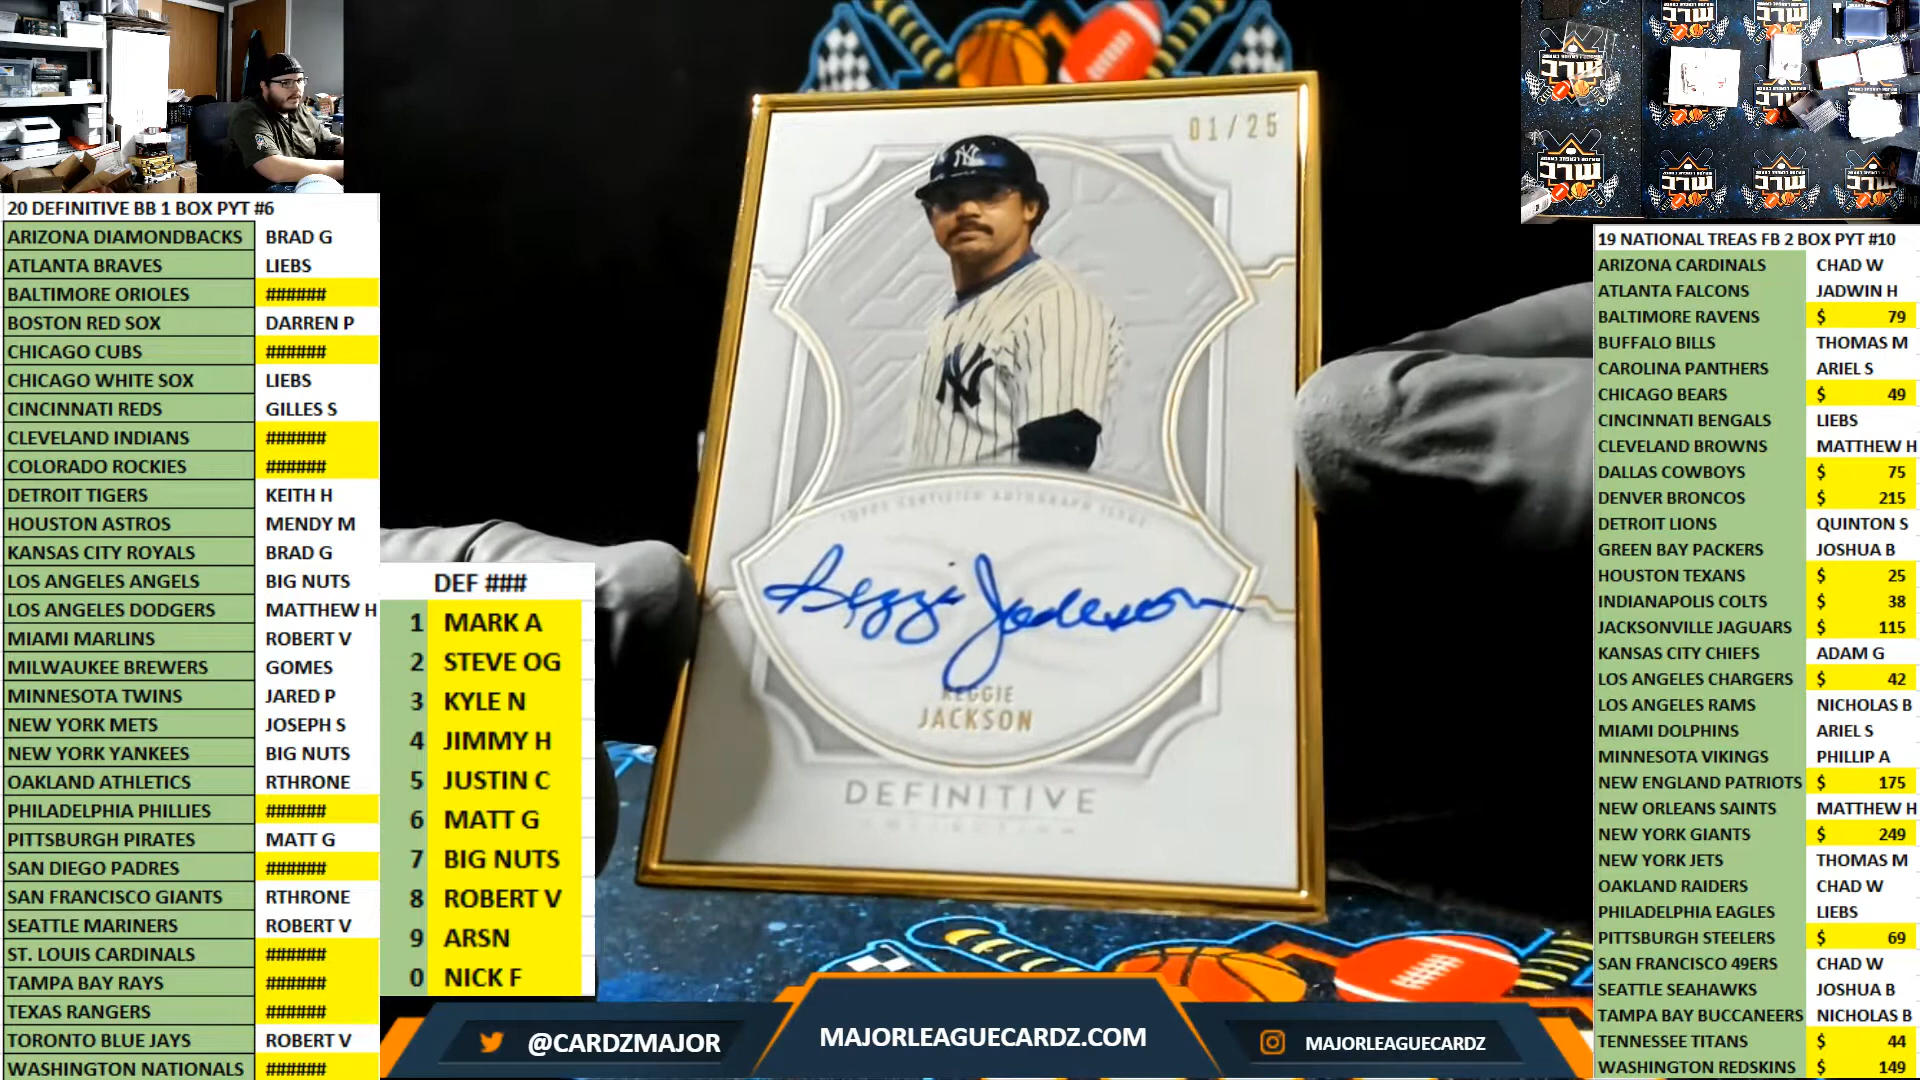 20 DEFINITIVE BB 1 BOX PYT #6
ARIZONA DIAMONDBACKS BRAD G
ATLANTA BRAVES LIEBS
BALTIMORE ORIOLES ######
BOSTON RED SOX DARREN P
CHICAGO CUBS ######
CHICAGO WHITE SOX LIEBS
CINCINNATI REDS GILLES S
CLEVELAND INDIANS ######
COLORADO ROCKIES ######
DETROIT TIGERS KEITH H
HOUSTON ASTROS MENDY M
KANSAS CITY ROYALS BRAD G
LOS ANGELES ANGELS BIG NUTS
LOS ANGELES DODGERS MATTHEW H
MIAMI MARLINS ROBERT V
MILWAUKEE BREWERS GOMES
MINNESOTA TWINS JARED P
NEW YORK METS JOSEPH S
NEW YORK YANKEES BIG NUTS
OAKLAND ATHLETICS RTHRONE
PHILADELPHIA PHILLIES ######
PITTSBURGH PIRATES MATT G
SAN DIEGO PADRES ######
SAN FRANCISCO GIANTS RTHRONE
SEATTLE MARINERS ROBERT V
ST. LOUIS CARDINALS ######
TAMPA BAY RAYS ######
TEXAS RANGERS ######
TORONTO BLUE JAYS ROBERT V
WASHINGTON NATIONALS ######
DEF ###
1 MARK A
2 STEVE OG
3 KYLE N
4 JIMMY H
5 JUSTIN C
6 MATT G
7 BIG NUTS
8 ROBERT V
9 ARSN
0 NICK F
01/25
NY
NY
TOPPS CERTIFIED AUTOGRAPH ISSUE
Reggie Jackson
REGGIE
JACKSON
DEFINITIVE
COLLECTION
@CARDZMAJOR
MAJORLEAGUECARDZ.COM
MAJORLEAGUECARDZ
19 NATIONAL TREAS FB 2 BOX PYT #10
ARIZONA CARDINALS CHAD W
ATLANTA FALCONS JADWIN H
BALTIMORE RAVENS $ 79
BUFFALO BILLS THOMAS M
CAROLINA PANTHERS ARIEL S
CHICAGO BEARS $ 49
CINCINNATI BENGALS LIEBS
CLEVELAND BROWNS MATTHEW H
DALLAS COWBOYS $ 75
DENVER BRONCOS $ 215
DETROIT LIONS QUINTON S
GREEN BAY PACKERS JOSHUA B
HOUSTON TEXANS $ 25
INDIANAPOLIS COLTS $ 38
JACKSONVILLE JAGUARS $ 115
KANSAS CITY CHIEFS ADAM G
LOS ANGELES CHARGERS $ 42
LOS ANGELES RAMS NICHOLAS B
MIAMI DOLPHINS ARIEL S
MINNESOTA VIKINGS PHILLIP A
NEW ENGLAND PATRIOTS $ 175
NEW ORLEANS SAINTS MATTHEW H
NEW YORK GIANTS $ 249
NEW YORK JETS THOMAS M
OAKLAND RAIDERS CHAD W
PHILADELPHIA EAGLES LIEBS
PITTSBURGH STEELERS $ 69
SAN FRANCISCO 49ERS CHAD W
SEATTLE SEAHAWKS JOSHUA B
TAMPA BAY BUCCANEERS NICHOLAS B
TENNESSEE TITANS $ 44
WASHINGTON REDSKINS $ 149